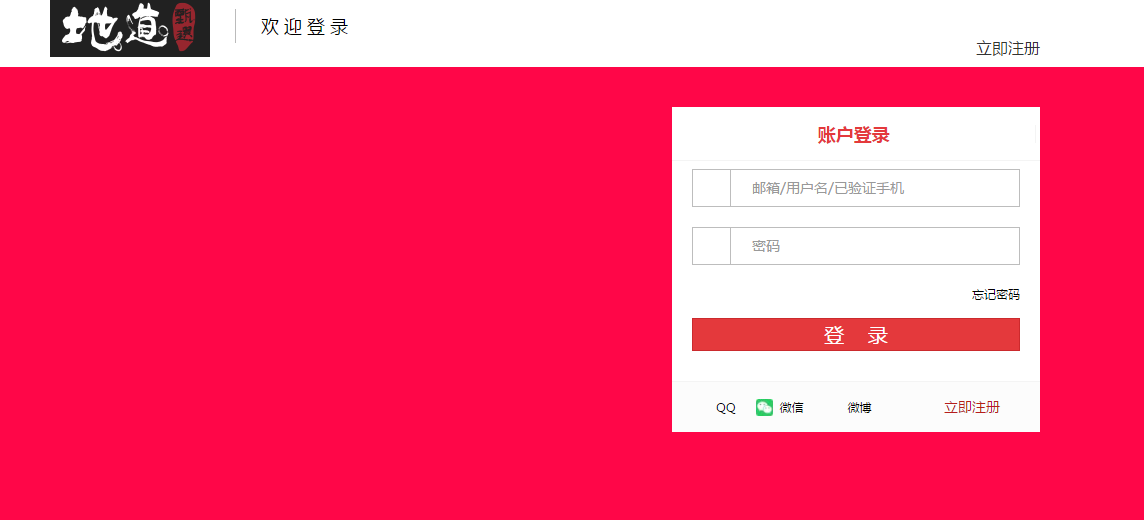 地道 甄選
欢迎登录
立即注册
账户登录
邮箱/用户名/已验证手机
密码
忘记密码
登 录
QQ 微信 微博 立即注册